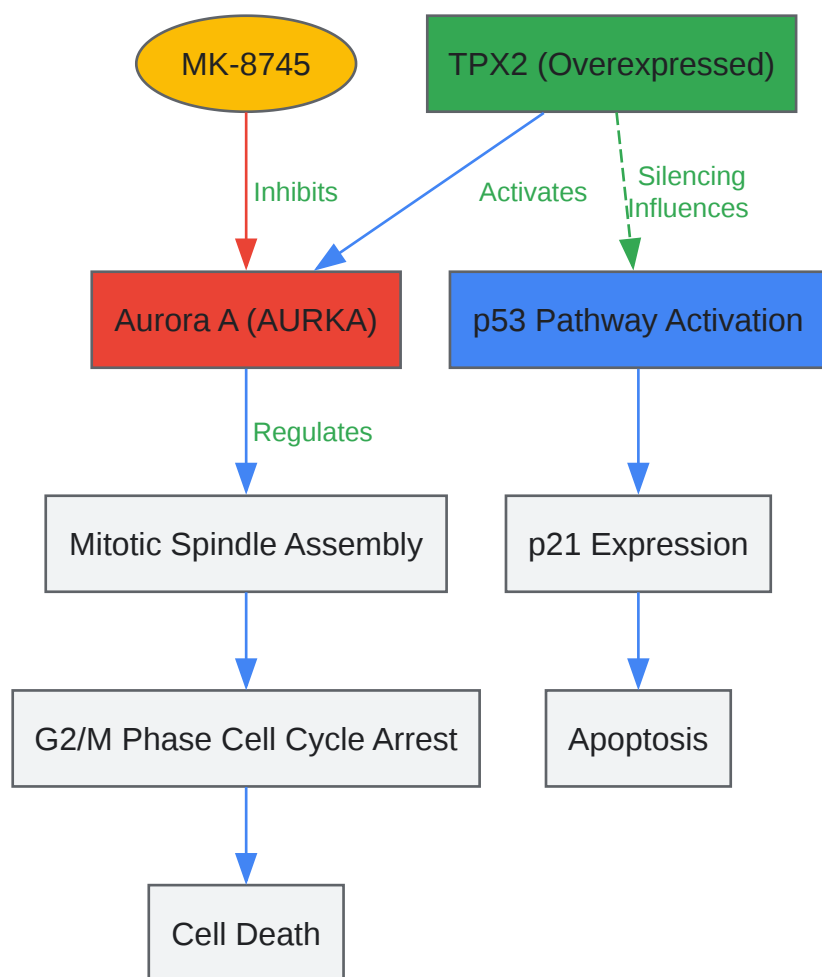 MK-8745
TPX2 (Overexpressed)
Inhibits
Activates
Silencing
Influences
Aurora A (AURKA)
p53 Pathway Activation
Regulates
Mitotic Spindle Assembly
p21 Expression
G2/M Phase Cell Cycle Arrest
Apoptosis
Cell Death